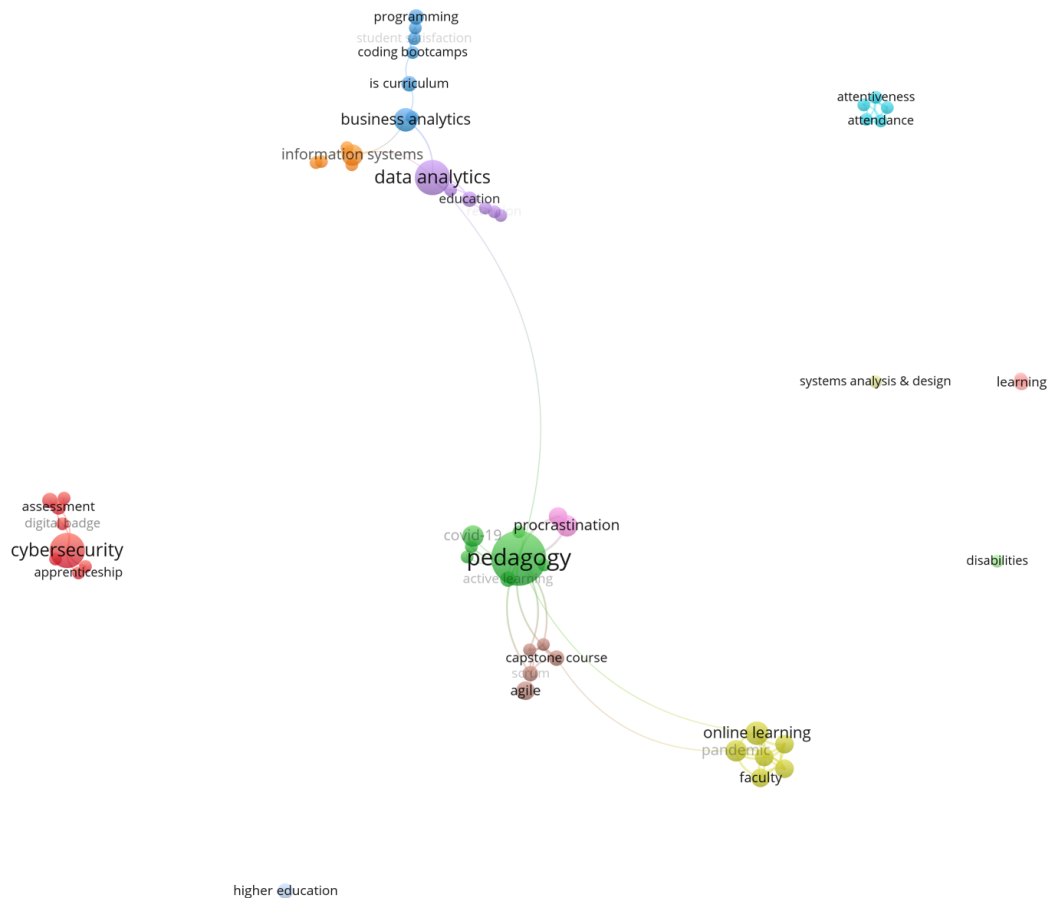 programming
student satisfaction
coding bootcamps
is curriculum
attentiveness
attendance
business analytics
information systems
data analytics
education
systems analysis & design
learning
assessment
digital badge
cybersecurity
apprenticeship
procrastination
covid-19
pedagogy
active learning
disabilities
capstone course
scrum
agile
online learning
pandemic
faculty
higher education